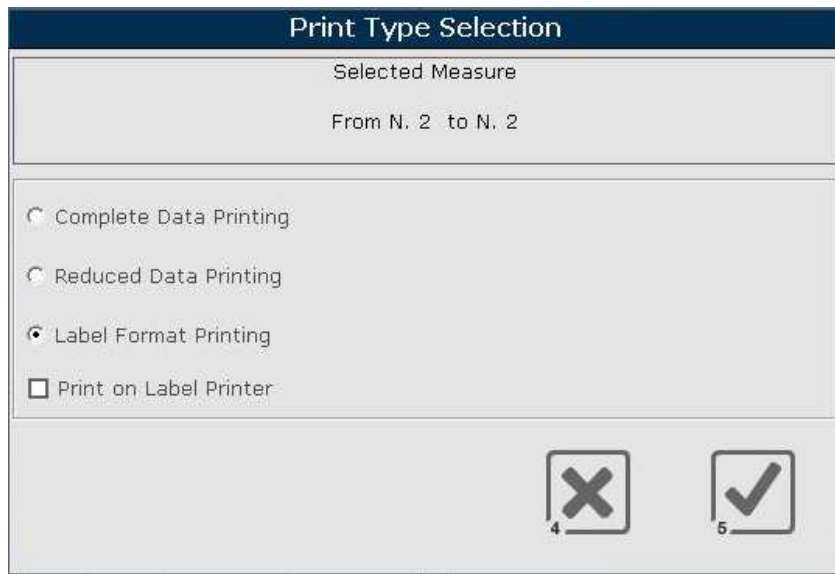 Print Type Selection
Selected Measure
From N. 2 to N. 2
Complete Data Printing
Reduced Data Printing
Label Format Printing
Print on Label Printer
4
5